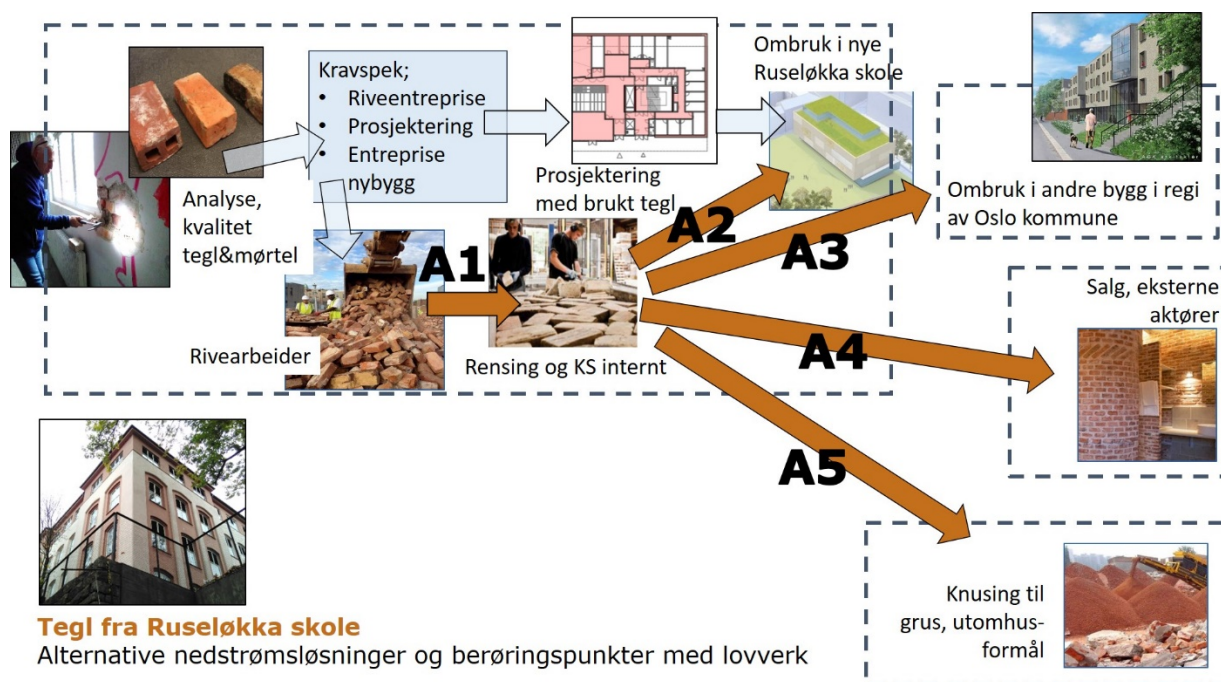 Analyse,
kvalitet
tegl&mørtel
Kravspek;
• Riveentreprise
• Prosjektering
• Entreprise
nybygg
Prosjektering
med brukt tegl
Ombruk i nye
Ruseløkka skole
Ombruk i andre bygg i regi
av Oslo kommune
Rivearbeider
A1
Rensing og KS internt
A2
A3
A4
A5
Salg, eksterne
aktører
Knusing til
grus, utomhus-
formål
Tegl fra Ruseløkka skole
Alternative nedstrømsløsninger og berøringspunkter med lovverk